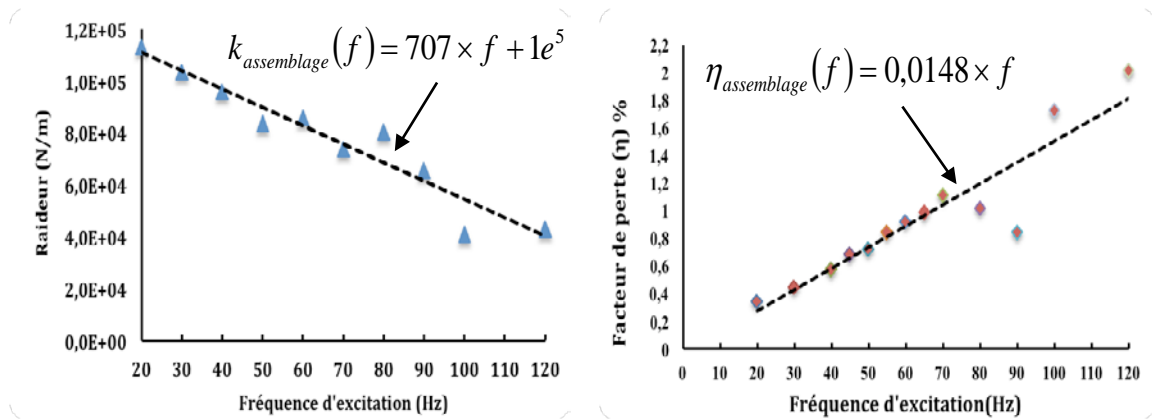 k_assemblage(f) = 707 × f + 1e^5
Raideur (N/m)
1,2E+05
1,0E+05
8,0E+04
6,0E+04
4,0E+04
2,0E+04
0,0E+00
20 30 40 50 60 70 80 90 100 110 120
Fréquence d'excitation (Hz)
η_assemblage(f) = 0,0148 × f
Facteur de perte (η) %
2,2
2
1,8
1,6
1,4
1,2
1
0,8
0,6
0,4
0,2
0
0 10 20 30 40 50 60 70 80 90 100 110 120
Fréquence d'excitation(Hz)